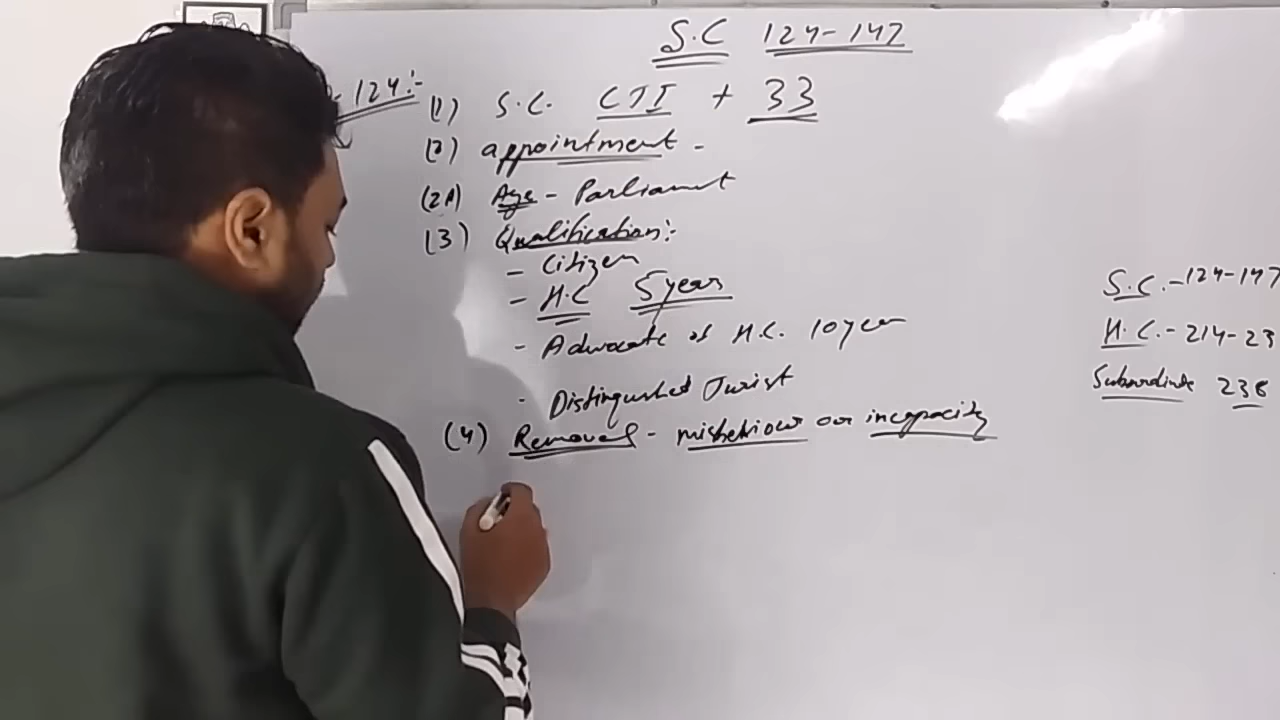 S.C 124-147
- 124:-
(1) S.C. CJI + 33
(2) appointment -
(2A) Age - Parliament
(3) Qualification:-
- Citizen
- H.C 5 year
- Advocate of H.C. 10 year
- Distinguished Jurist
(4) Removal - misbehiour or incapacity
S.C. - 124-147
H.C. - 214-23
Subordinate 236